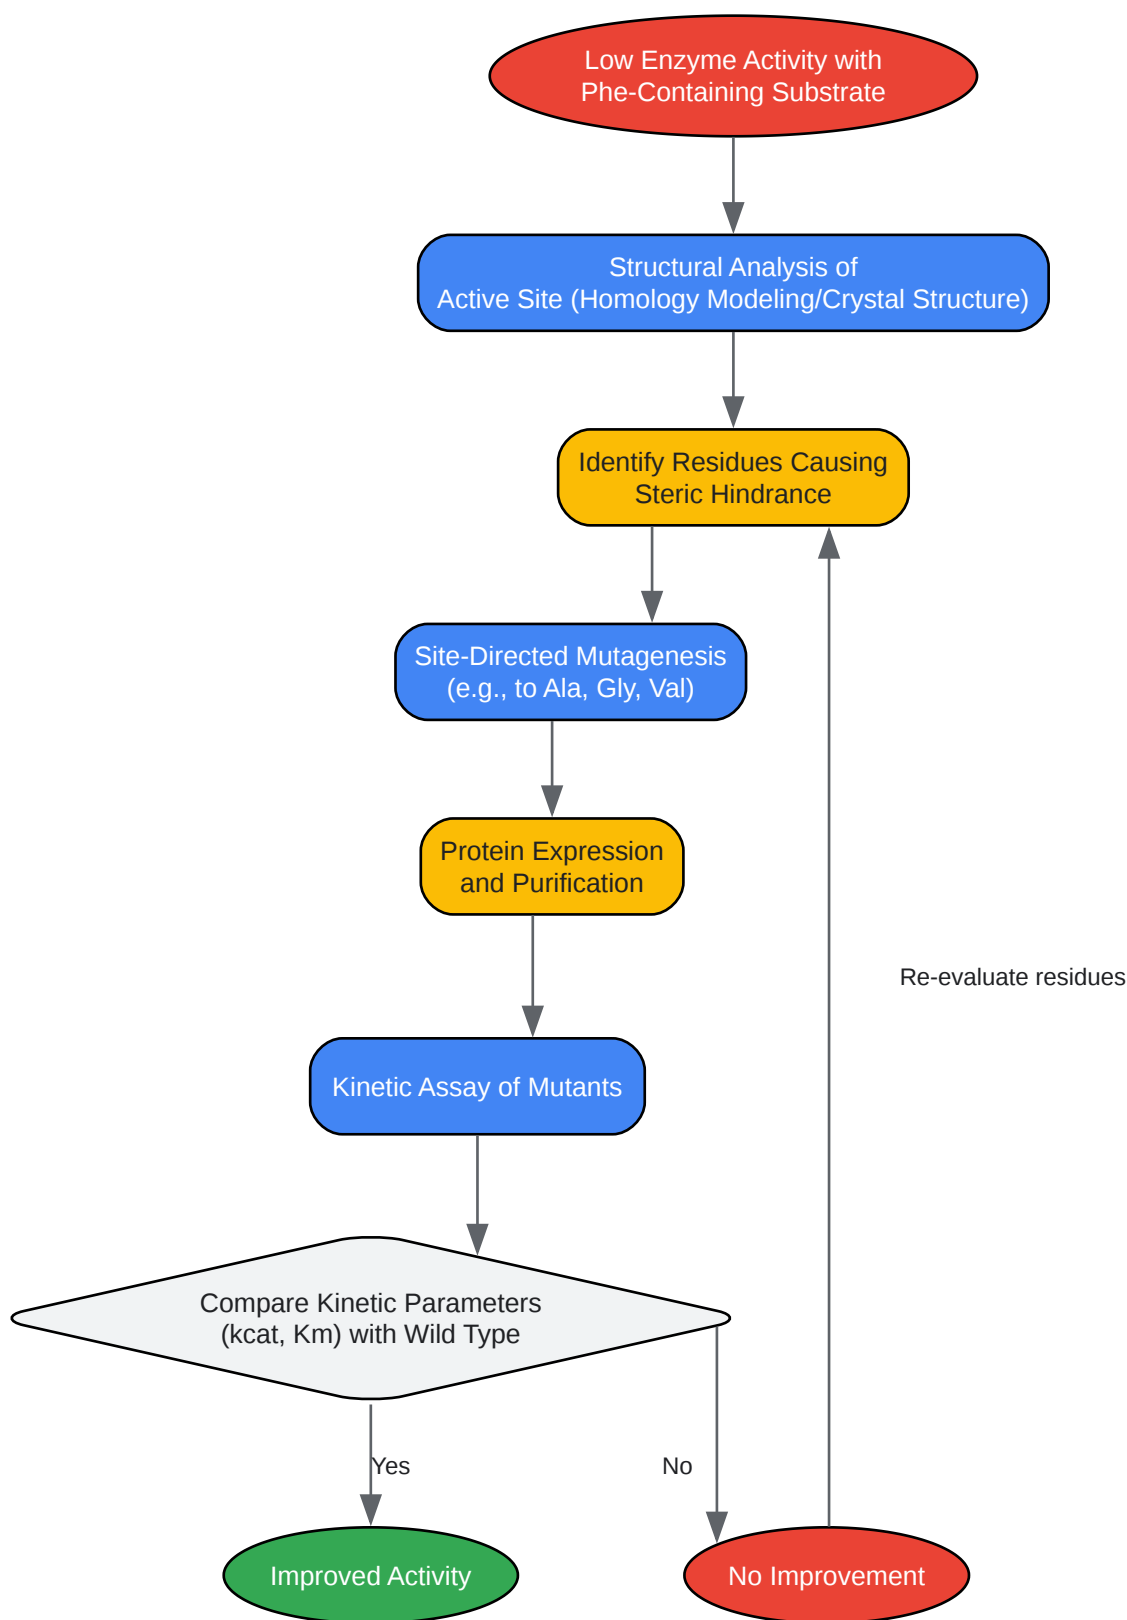 Low Enzyme Activity with
Phe-Containing Substrate
Structural Analysis of
Active Site (Homology Modeling/Crystal Structure)
Identify Residues Causing
Steric Hindrance
Site-Directed Mutagenesis
(e.g., to Ala, Gly, Val)
Protein Expression
and Purification
Re-evaluate residues
Kinetic Assay of Mutants
Compare Kinetic Parameters
(kcat, Km) with Wild Type
Yes
No
Improved Activity
No Improvement